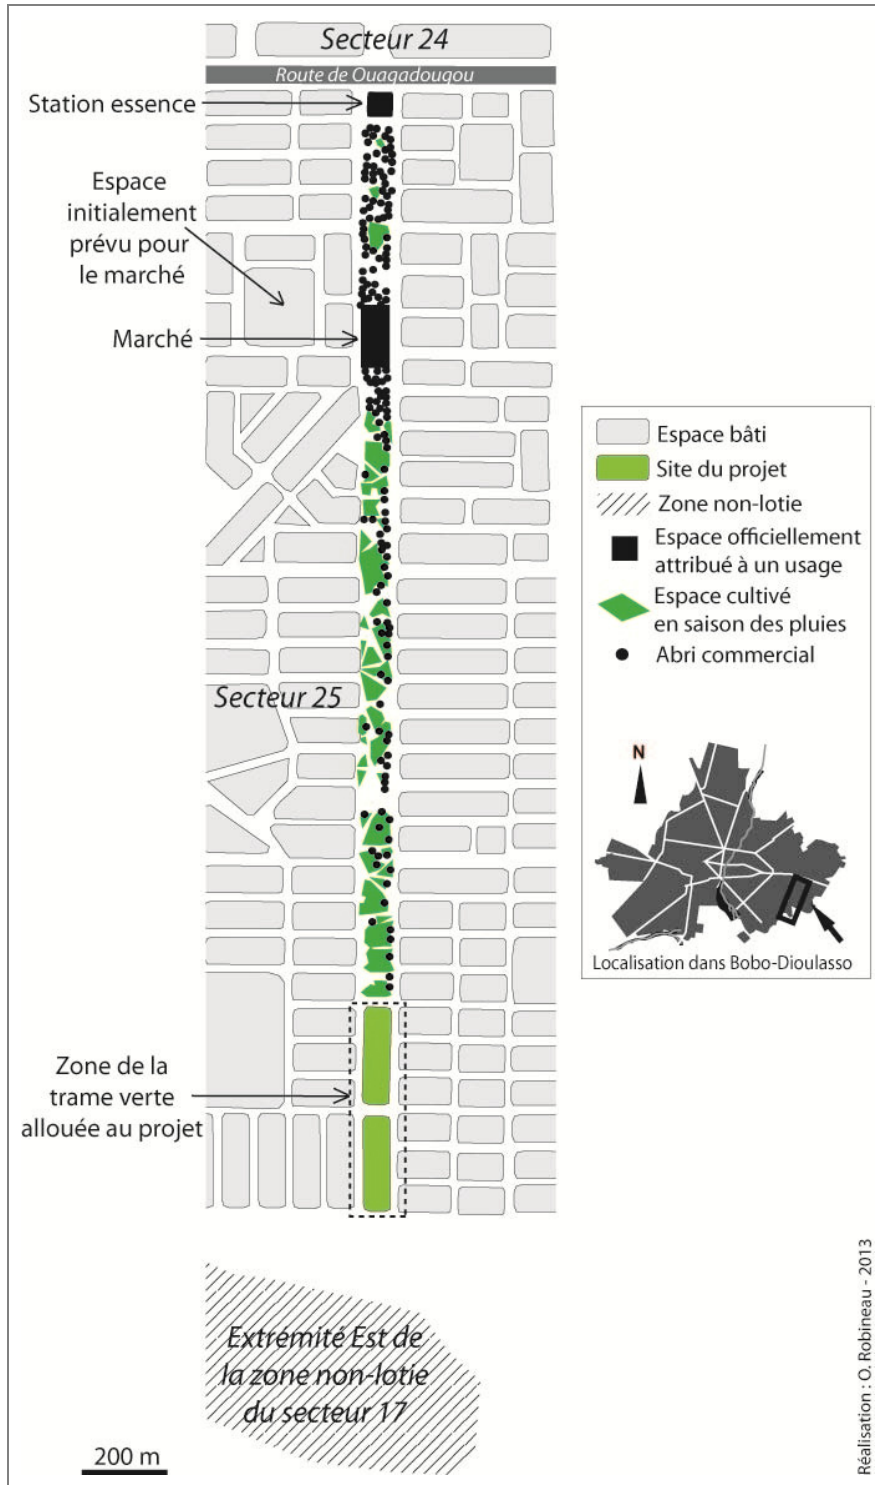 Secteur 24
Route de Ouagadougou
Station essence
Espace
initialement
prévu pour
le marché
Marché
Espace bâti
Site du projet
Zone non-lotie
Espace officiellement
attribué à un usage
Espace cultivé
en saison des pluies
Abri commercial
Secteur 25
N
Localisation dans Bobo-Dioulasso
Zone de la
trame verte
allouée au projet
Extrémité Est de
la zone non-lotie
du secteur 17
200 m
Réalisation : O. Robineau - 2013